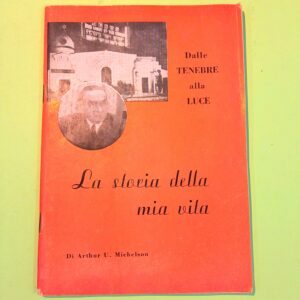 Dalle
TENEBRE
alla
LUCE
La storia della
mia vita
Di Arthur U. Michelson